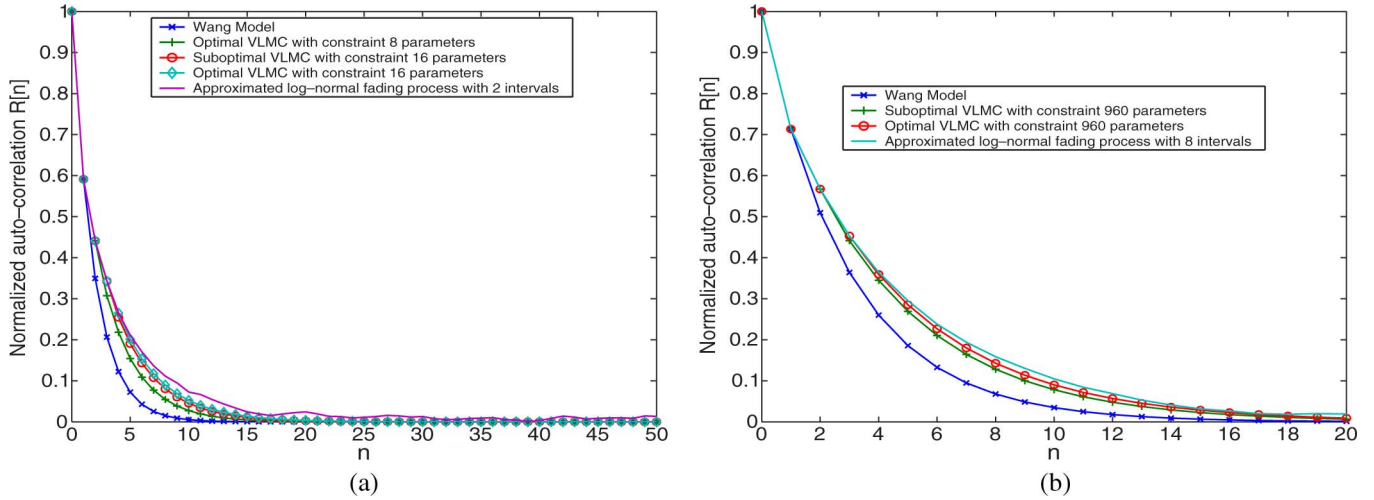 1
0.9
0.8
0.7
0.6
0.5
0.4
0.3
0.2
0.1
0
Normalized auto–correlation R[n]
Wang Model
Optimal VLMC with constraint 8 parameters
Suboptimal VLMC with constraint 16 parameters
Optimal VLMC with constraint 16 parameters
Approximated log–normal fading process with 2 intervals
0 5 10 15 20 25 30 35 40 45 50
n
(a)
1
0.9
0.8
0.7
0.6
0.5
0.4
0.3
0.2
0.1
0
Normalized auto–correlation R[n]
Wang Model
Suboptimal VLMC with constraint 960 parameters
Optimal VLMC with constraint 960 parameters
Approximated log–normal fading process with 8 intervals
0 2 4 6 8 10 12 14 16 18 20
n
(b)